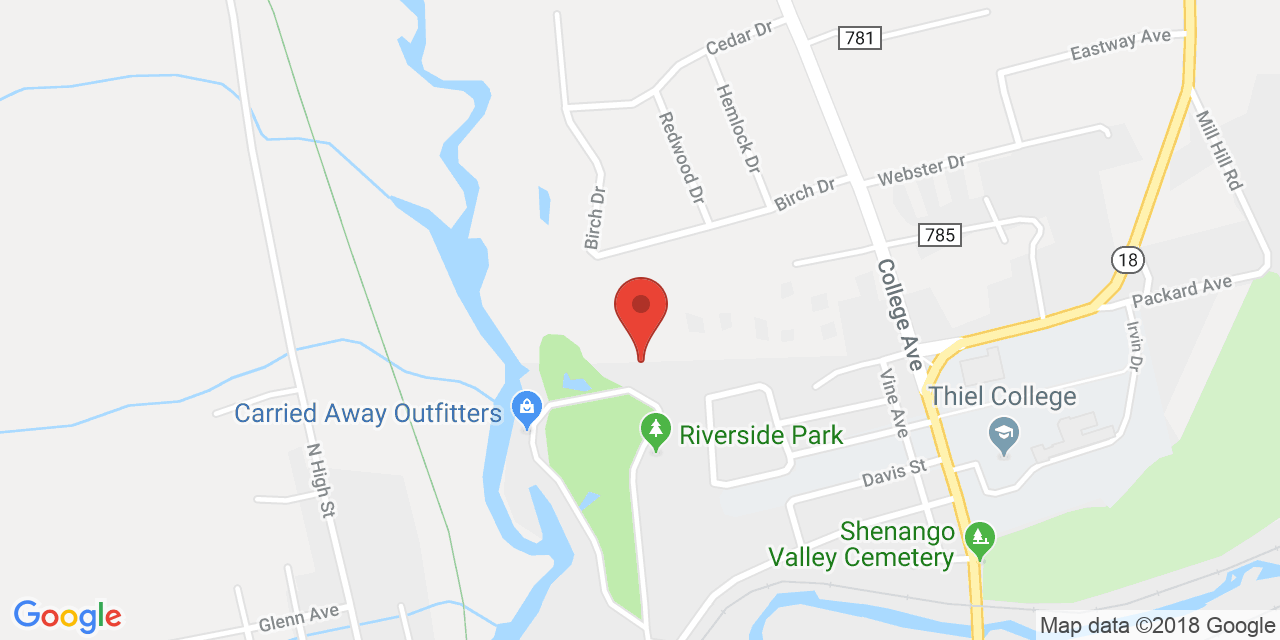 Cedar Dr
781
Eastway Ave
Hemlock Dr
Redwood Dr
Mill Hill Rd
Webster Dr
Birch Dr
Birch Dr
785
18
College Ave
Packard Ave
Irvin Dr
Vine Ave
Thiel College
Carried Away Outfitters
Riverside Park
N High St
Davis St
Shenango
Valley Cemetery
Glenn Ave
Google
Map data ©2018 Google